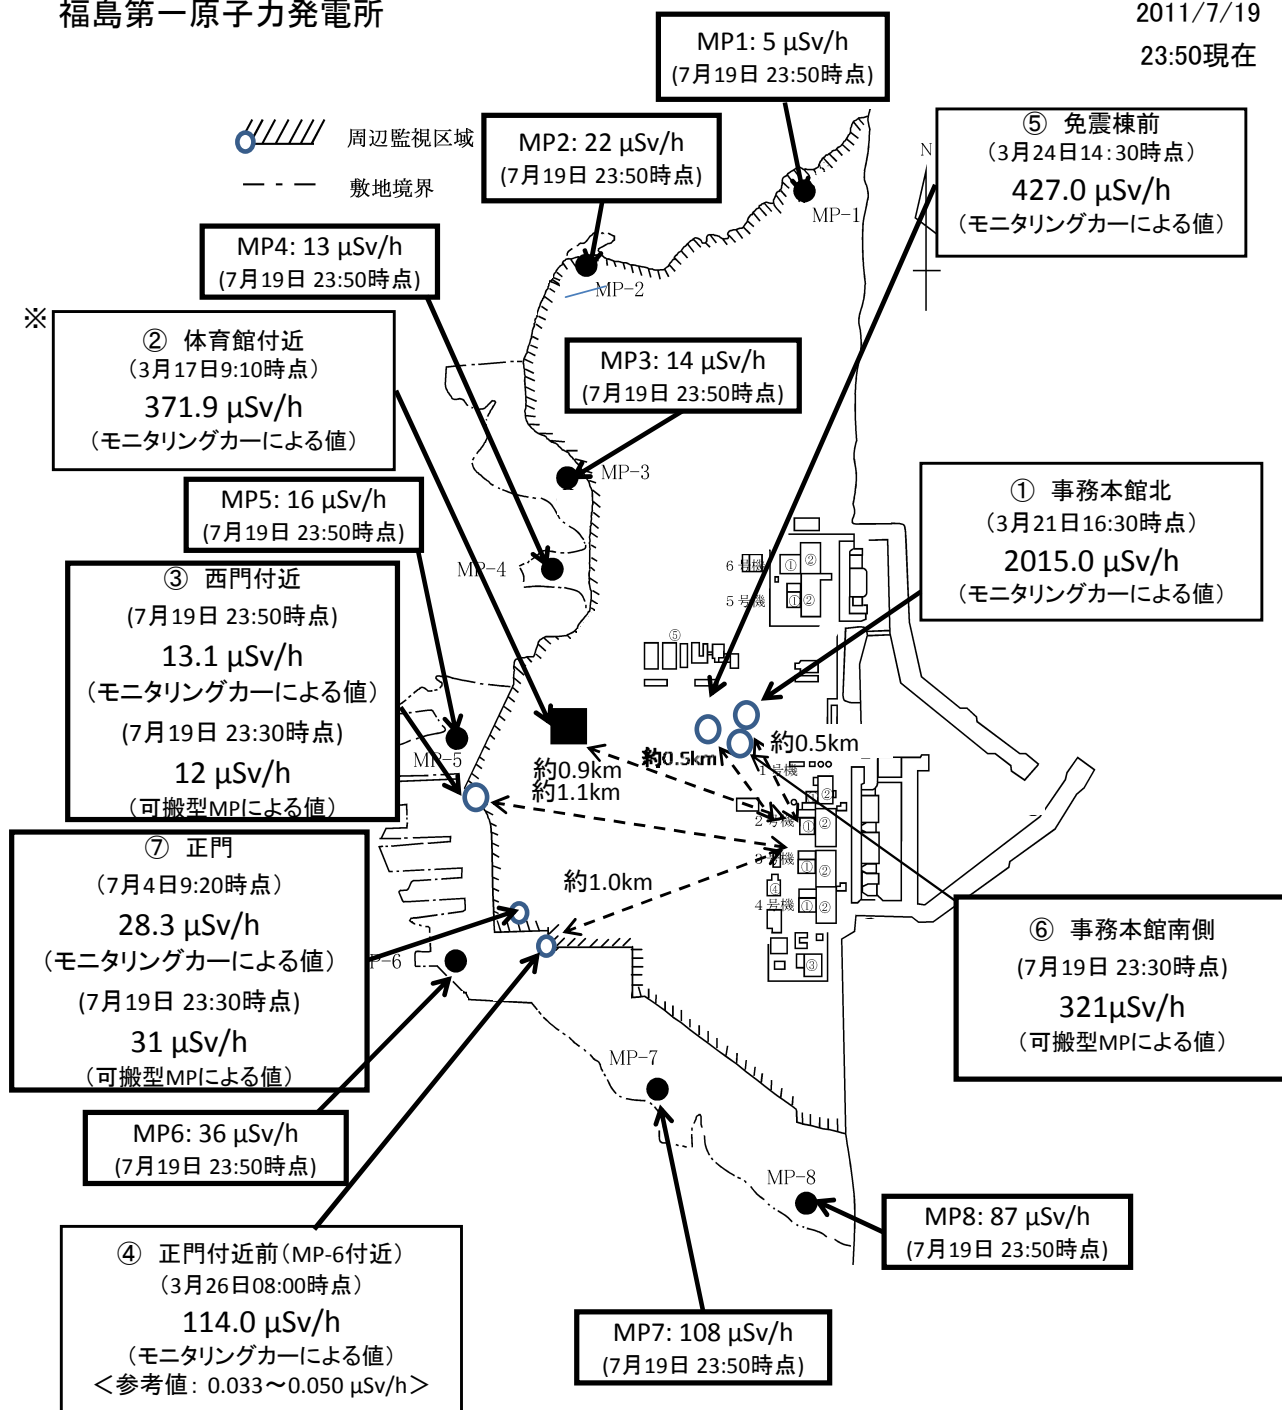 福島第一原子力発電所
2011/7/19
23:50現在
周辺監視区域
敷地境界
MP1: 5 μSv/h
(7月19日 23:50時点)
MP2: 22 μSv/h
(7月19日 23:50時点)
⑤ 免震棟前
（3月24日14:30時点）
427.0 μSv/h
（モニタリングカーによる値）
N
MP-1
MP4: 13 μSv/h
(7月19日 23:50時点)
MP-2
※
② 体育館付近
（3月17日9:10時点）
371.9 μSv/h
（モニタリングカーによる値）
MP3: 14 μSv/h
(7月19日 23:50時点)
MP-3
MP5: 16 μSv/h
(7月19日 23:50時点)
① 事務本館北
（3月21日16:30時点）
2015.0 μSv/h
（モニタリングカーによる値）
MP-4
③ 西門付近
(7月19日 23:50時点)
13.1 μSv/h
（モニタリングカーによる値）
(7月19日 23:30時点)
12 μSv/h
（可搬型MPによる値）
6号機
① ②
5号機
① ②
⑤
MP-5
約0.9km
約1.1km
約0.5km
約0.5km
1号機
②
2号機
① ②
3号機
① ②
④
4号機
① ②
③
約1.0km
⑦ 正門
（7月4日9:20時点）
28.3 μSv/h
（モニタリングカーによる値）
(7月19日 23:30時点)
31 μSv/h
（可搬型MPによる値）
P-6
⑥ 事務本館南側
(7月19日 23:30時点)
321μSv/h
（可搬型MPによる値）
MP-7
MP6: 36 μSv/h
(7月19日 23:50時点)
MP-8
MP8: 87 μSv/h
(7月19日 23:50時点)
④ 正門付近前（MP-6付近）
（3月26日08:00時点）
114.0 μSv/h
（モニタリングカーによる値）
＜参考値: 0.033～0.050 μSv/h＞
MP7: 108 μSv/h
(7月19日 23:50時点)